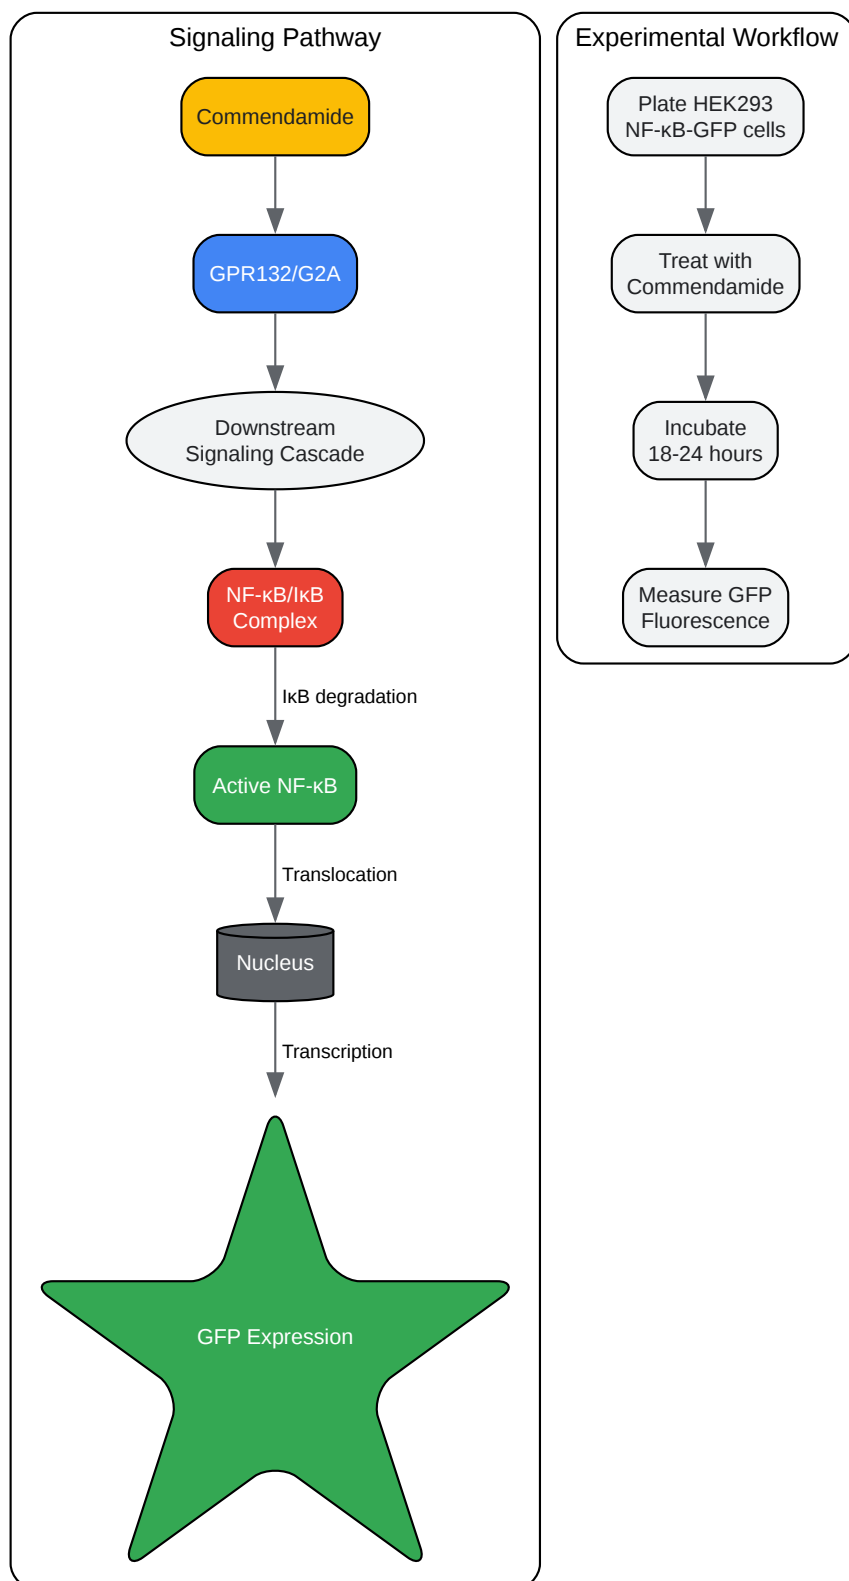 Signaling Pathway
Commendamide
GPR132/G2A
Downstream
Signaling Cascade
NF-κB/IκB
Complex
IκB degradation
Active NF-κB
Translocation
Nucleus
Transcription
GFP Expression
Experimental Workflow
Plate HEK293
NF-κB-GFP cells
Treat with
Commendamide
Incubate
18-24 hours
Measure GFP
Fluorescence